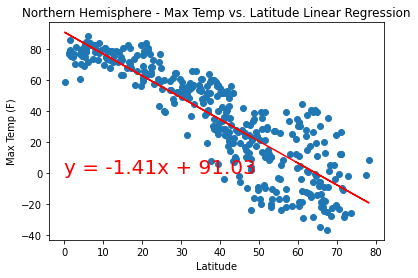 Northern Hemisphere - Max Temp vs. Latitude Linear Regression
80
60
40
20
0
−20
−40
Max Temp (F)
y = -1.41x + 91.03
0 10 20 30 40 50 60 70 80
Latitude